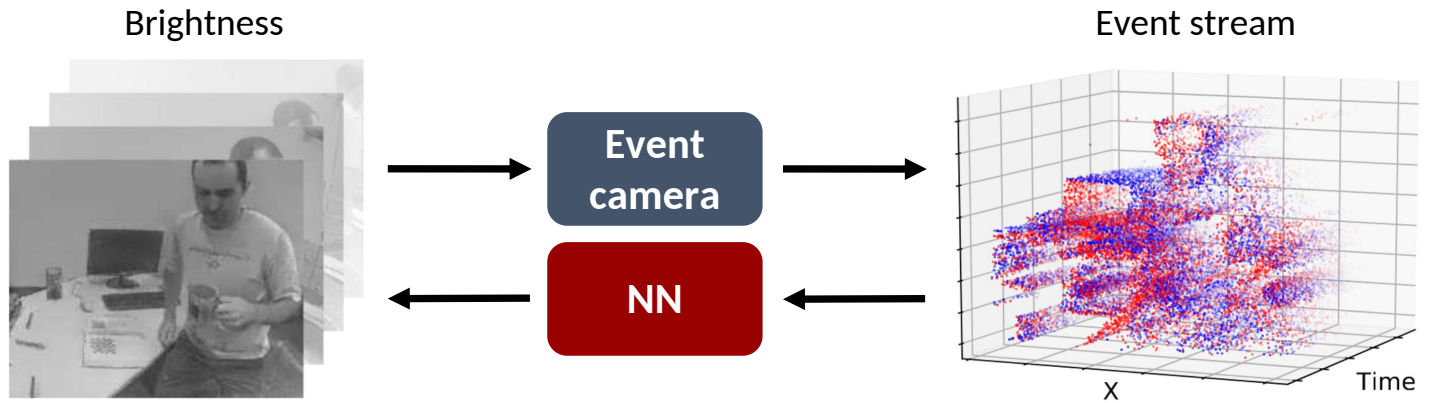 Brightness
Event stream
Event
camera
NN
X
Time